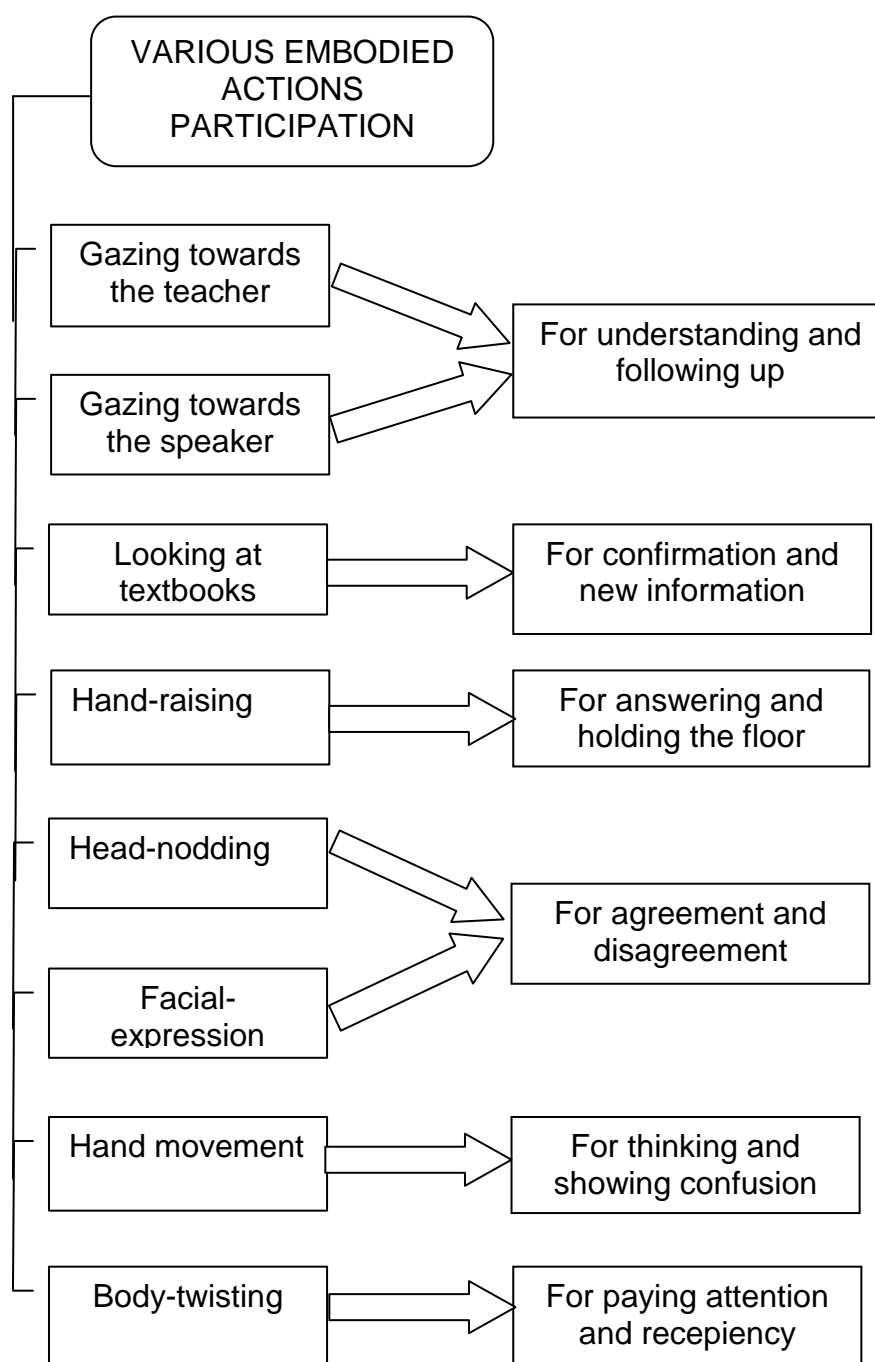 VARIOUS EMBODIED
ACTIONS
PARTICIPATION
Gazing towards
the teacher
For understanding and
following up
Gazing towards
the speaker
Looking at
textbooks
For confirmation and
new information
Hand-raising
For answering and
holding the floor
Head-nodding
For agreement and
disagreement
Facial-
expression
Hand movement
For thinking and
showing confusion
Body-twisting
For paying attention
and recepiency